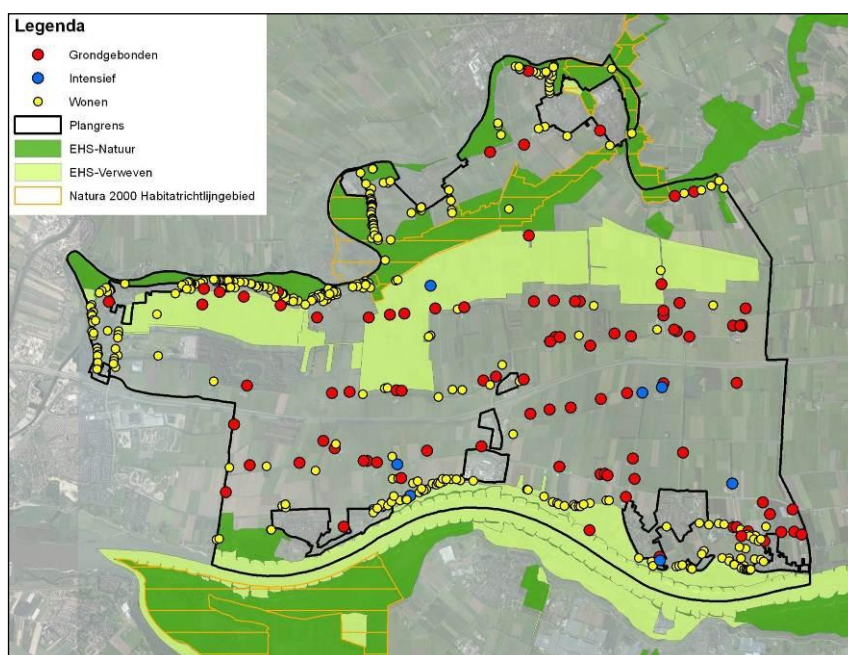 Legenda
Grondgebonden
Intensief
Wonen
Plangrens
EHS-Natuur
EHS-Verweven
Natura 2000 Habitatrichtlijngebied